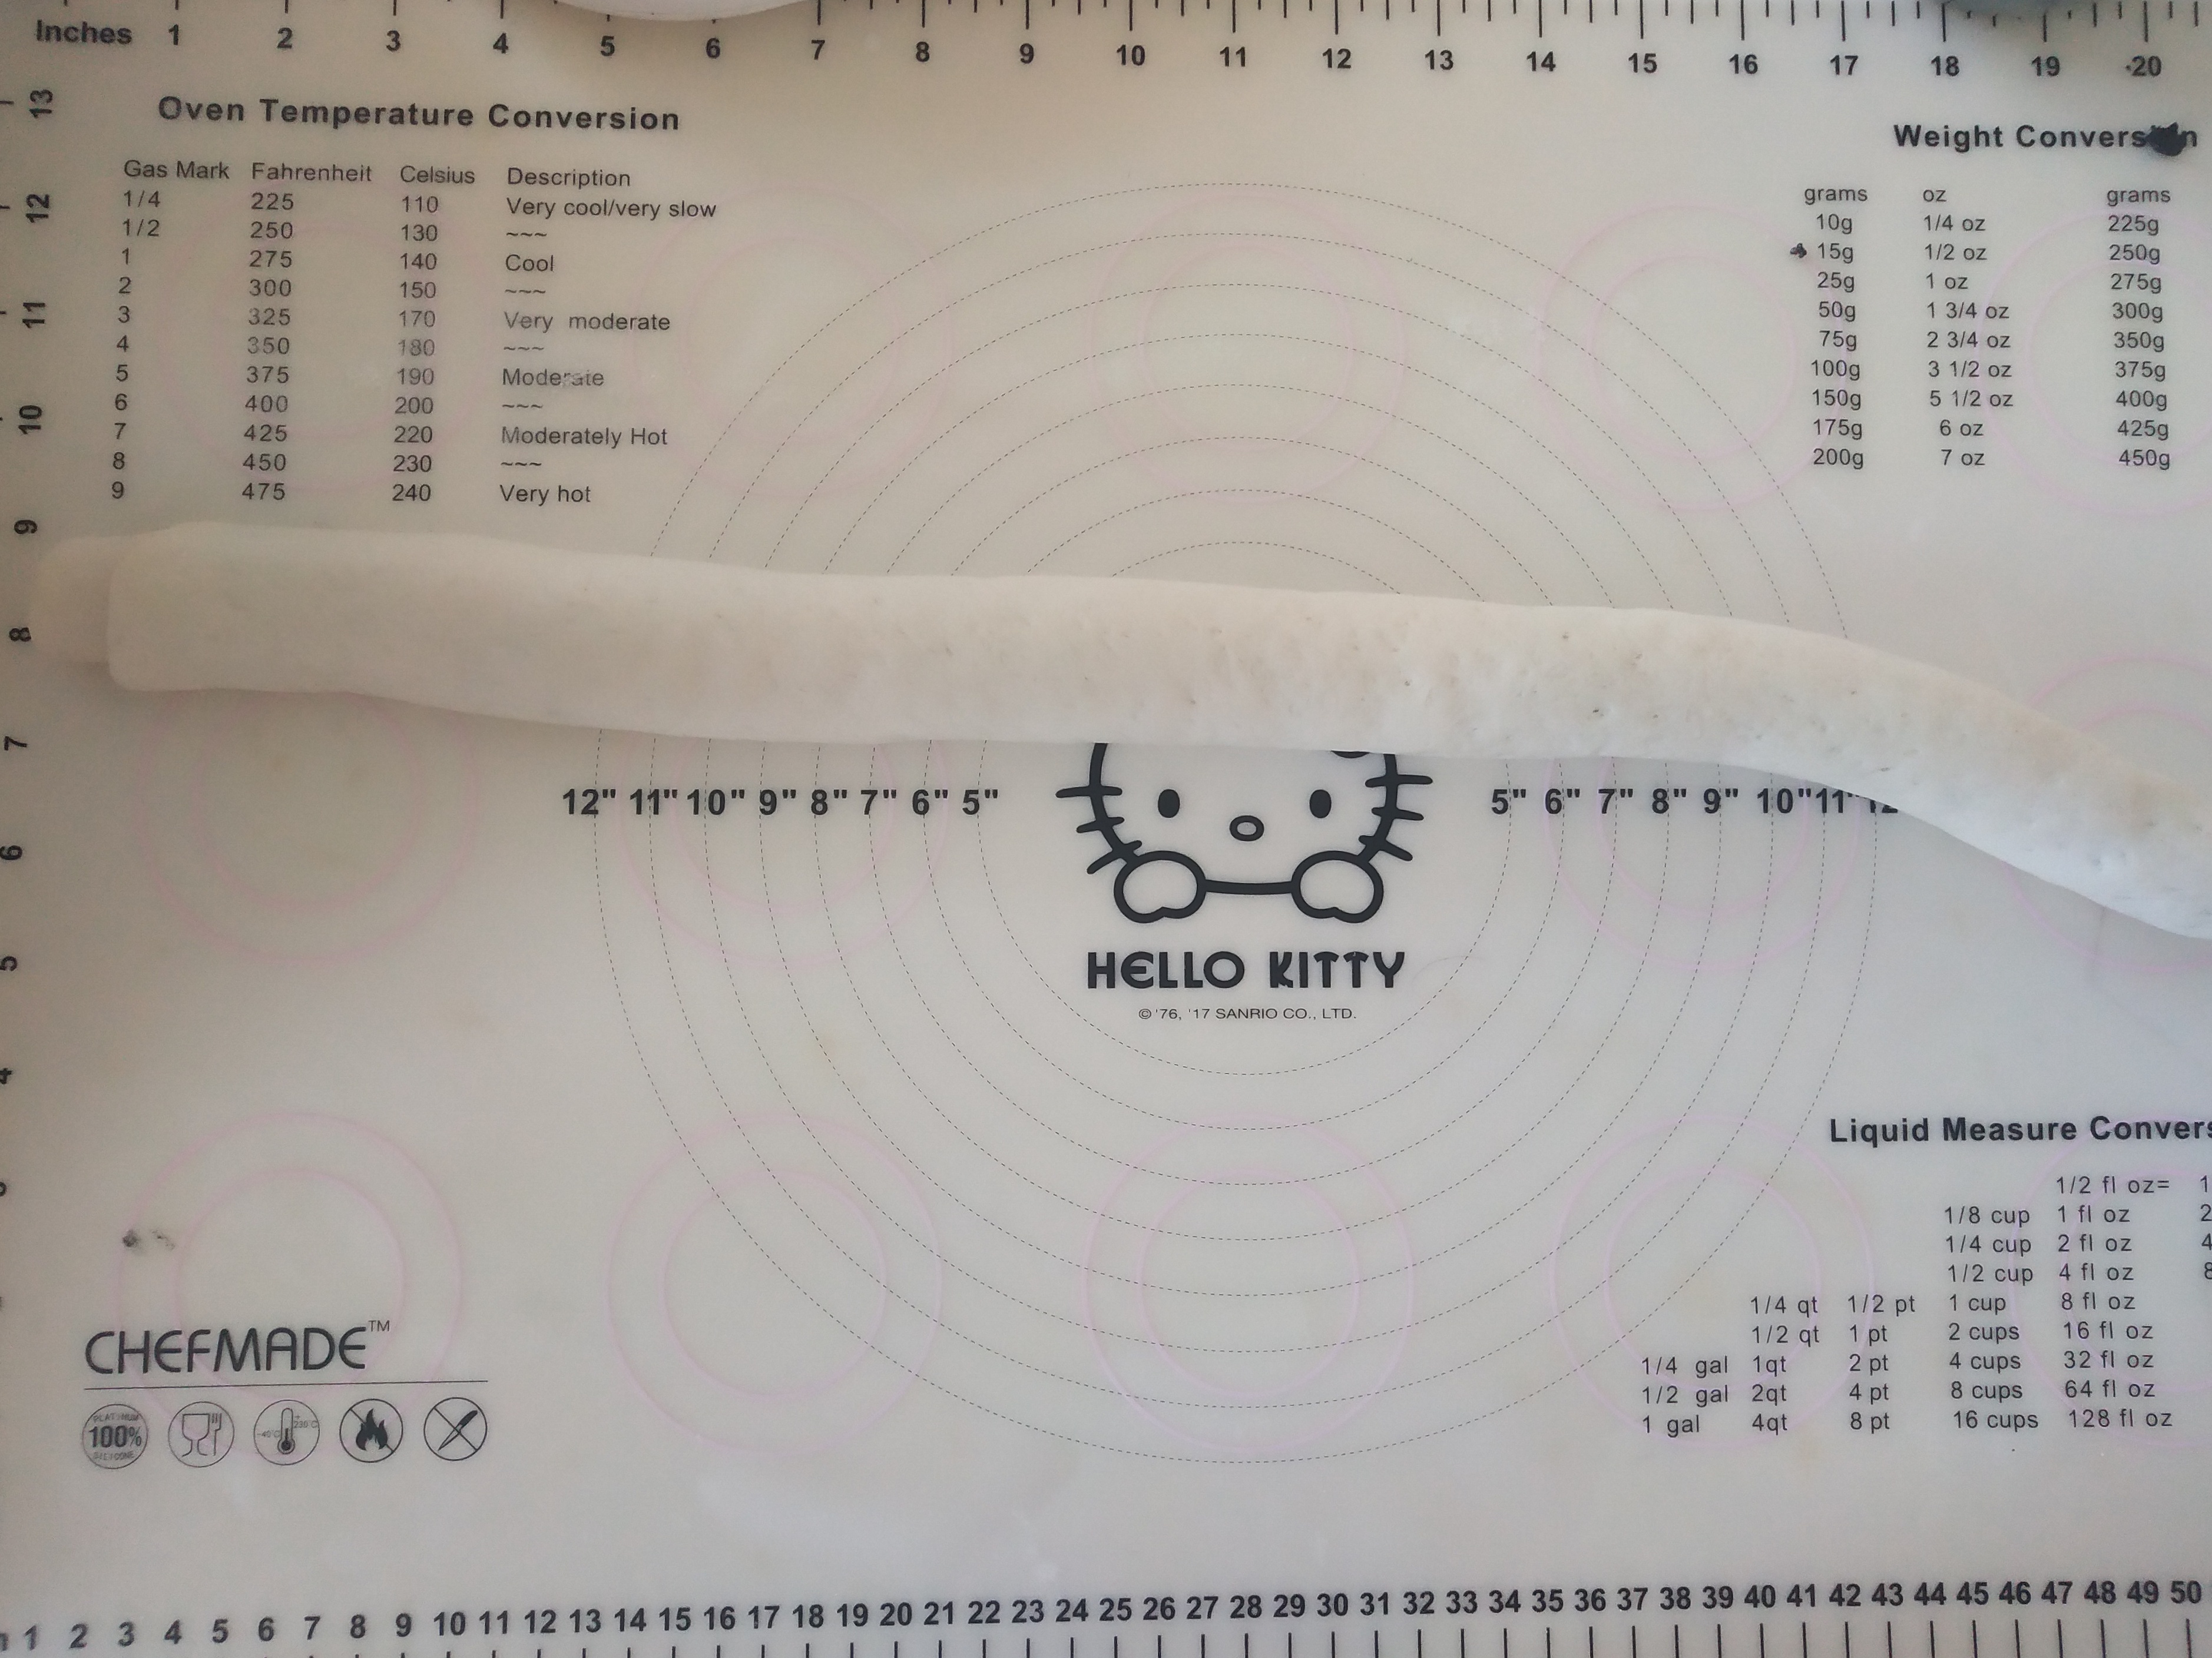 Inches 1 2 3 4 5 6 7 8 9 10 11 12 13 14 15 16 17 18 19 20
13
12
11
10
9
8
7
6
5
4
Oven Temperature Conversion
Gas Mark Fahrenheit Celsius Description
1/4 225 110 Very cool/very slow
1/2 250 130 ~~~
1 275 140 Cool
2 300 150 ~~~
3 325 170 Very moderate
4 350 180 ~~~
5 375 190 Moderate
6 400 200 ~~~
7 425 220 Moderately Hot
8 450 230 ~~~
9 475 240 Very hot
Weight
grams oz grams
10g 1/4 oz 225g
15g 1/2 oz 250g
25g 1 oz 275g
50g 1 3/4 oz 300g
75g 2 3/4 oz 350g
100g 3 1/2 oz 375g
150g 5 1/2 oz 400g
175g 6 oz 425g
200g 7 oz 450g
12" 11" 10" 9" 8" 7" 6" 5" 5" 6" 7" 8" 9" 10" 11"
HELLO KITTY
© '76, '17 SANRIO CO., LTD.
Liquid Measure
1/2 fl oz=
1/8 cup 1 fl oz
1/4 cup 2 fl oz
1/2 cup 4 fl oz
1/4 qt 1/2 pt 1 cup 8 fl oz
1/2 qt 1 pt 2 cups 16 fl oz
1/4 gal 1qt 2 pt 4 cups 32 fl oz
1/2 gal 2qt 4 pt 8 cups 64 fl oz
1 gal 4qt 8 pt 16 cups 128 fl oz
CHEFMADE™
100%
1 2 3 4 5 6 7 8 9 10 11 12 13 14 15 16 17 18 19 20 21 22 23 24 25 26 27 28 29 30 31 32 33 34 35 36 37 38 39 40 41 42 43 44 45 46 47 48 49 50